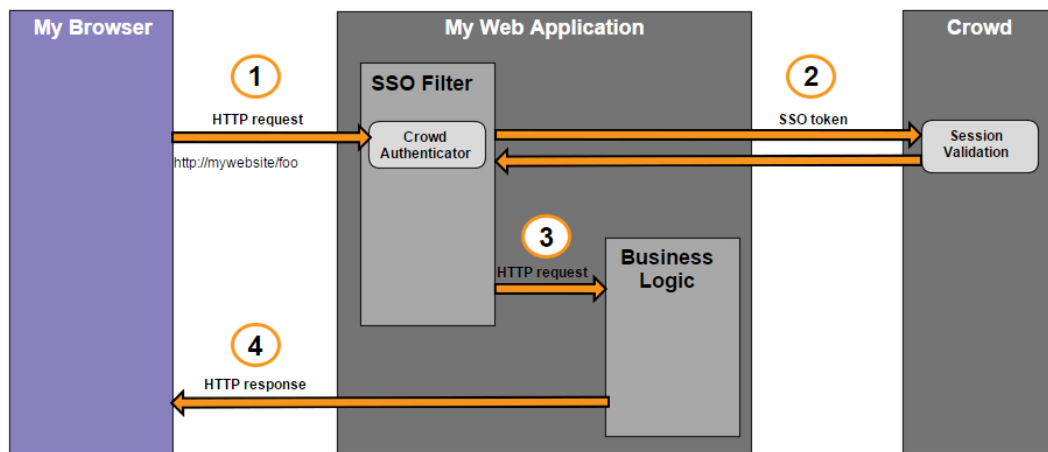 My Browser
My Web Application
Crowd
1
2
SSO Filter
HTTP request
SSO token
Crowd
Authenticator
Session
Validation
http://mywebsite/foo
3
Business
Logic
HTTP request
4
HTTP response